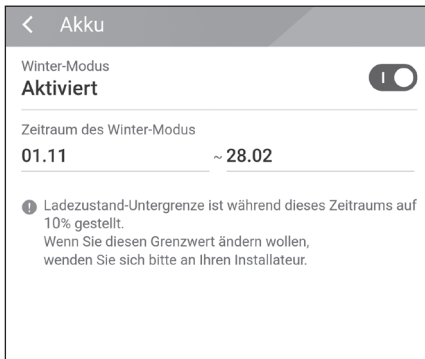 Akku
Winter-Modus
Aktiviert
Zeitraum des Winter-Modus
01.11 ~ 28.02
Ladezustand-Untergrenze ist während dieses Zeitraums auf
10% gestellt.
Wenn Sie diesen Grenzwert ändern wollen,
wenden Sie sich bitte an Ihren Installateur.